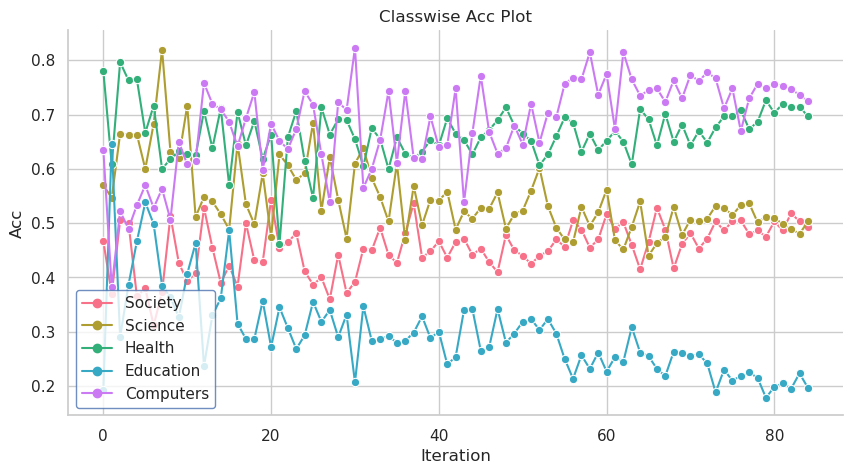 Classwise Acc Plot
Acc
0.8
0.7
0.6
0.5
0.4
0.3
0.2
Society
Science
Health
Education
Computers
0
20
40
60
80
Iteration